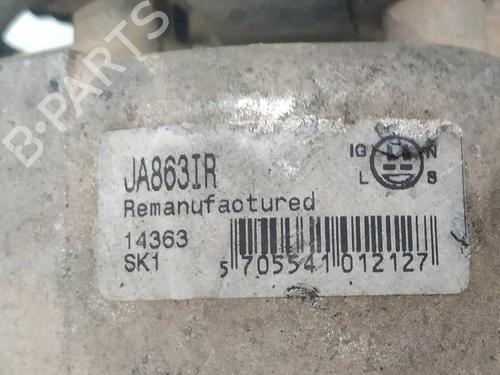 B-PARTS
JA863IR
Remanufactured
14363
SK1
IG N
L S
5 705541 012127